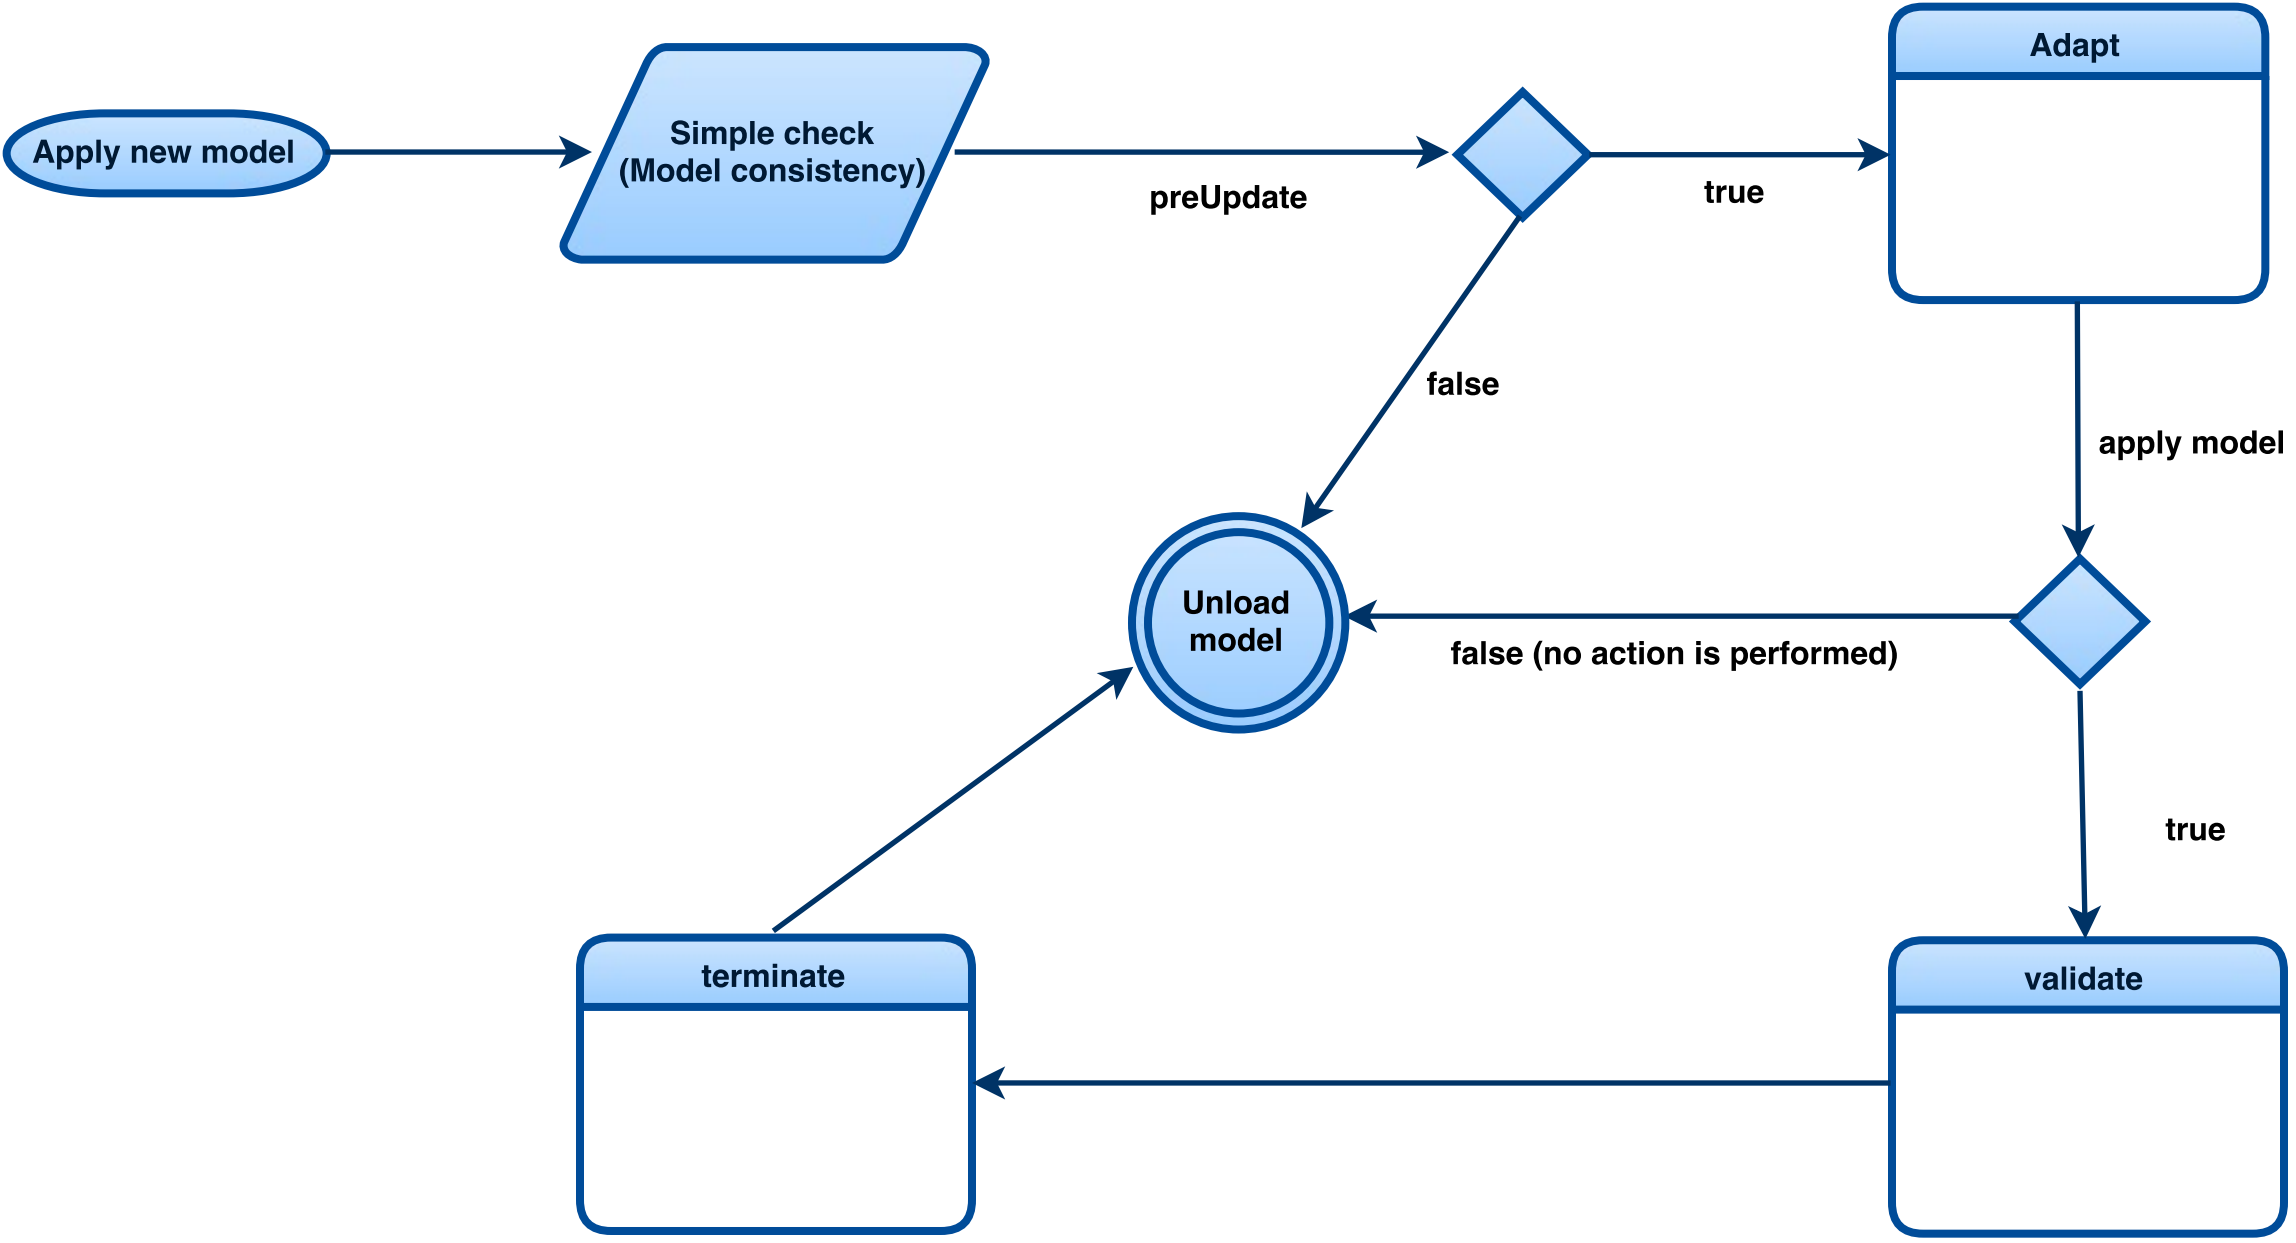 Adapt
Apply new model
Simple check
(Model consistency)
preUpdate
true
false
apply model
Unload
model
false (no action is performed)
true
terminate
validate